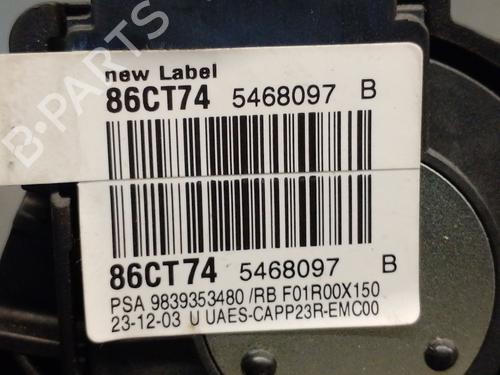 B-PARTS
new Label
86CT74 5468097 B
86CT74 5468097 B
PSA 9839353480 /RB F01R00X150
23-12-03 U UAES-CAPP23R-EMC00